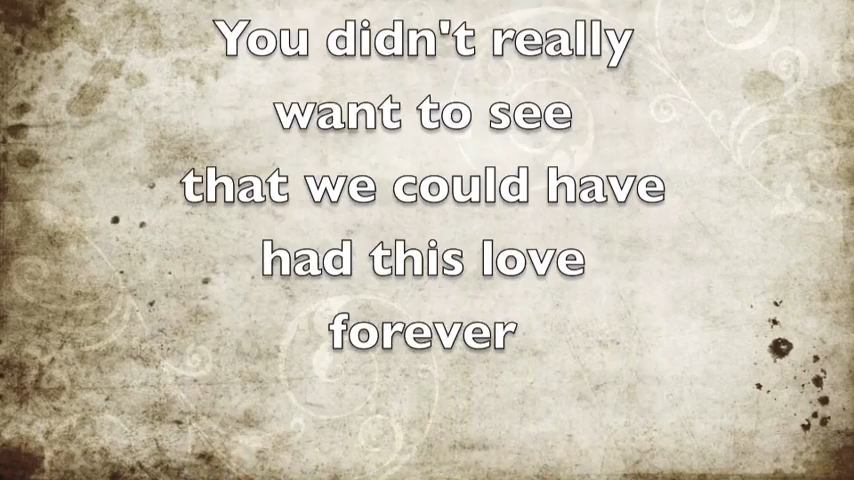 You didn't really
want to see
that we could have
had this love
forever